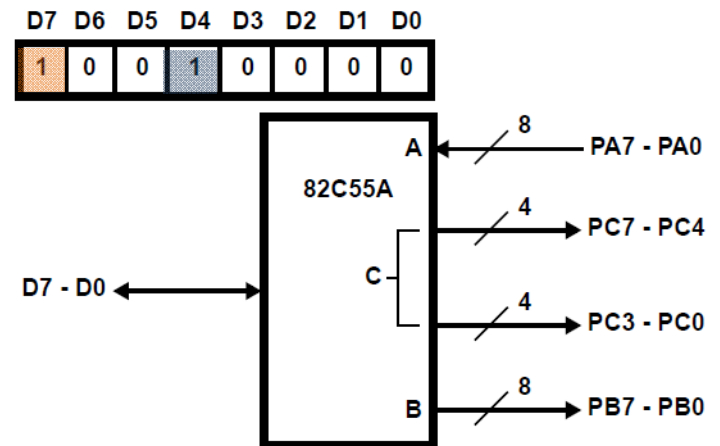 D7 D6 D5 D4 D3 D2 D1 D0
1 0 0 1 0 0 0 0
8
A PA7 - PA0
82C55A
4
PC7 - PC4
C
D7 - D0
4
PC3 - PC0
8
B PB7 - PB0